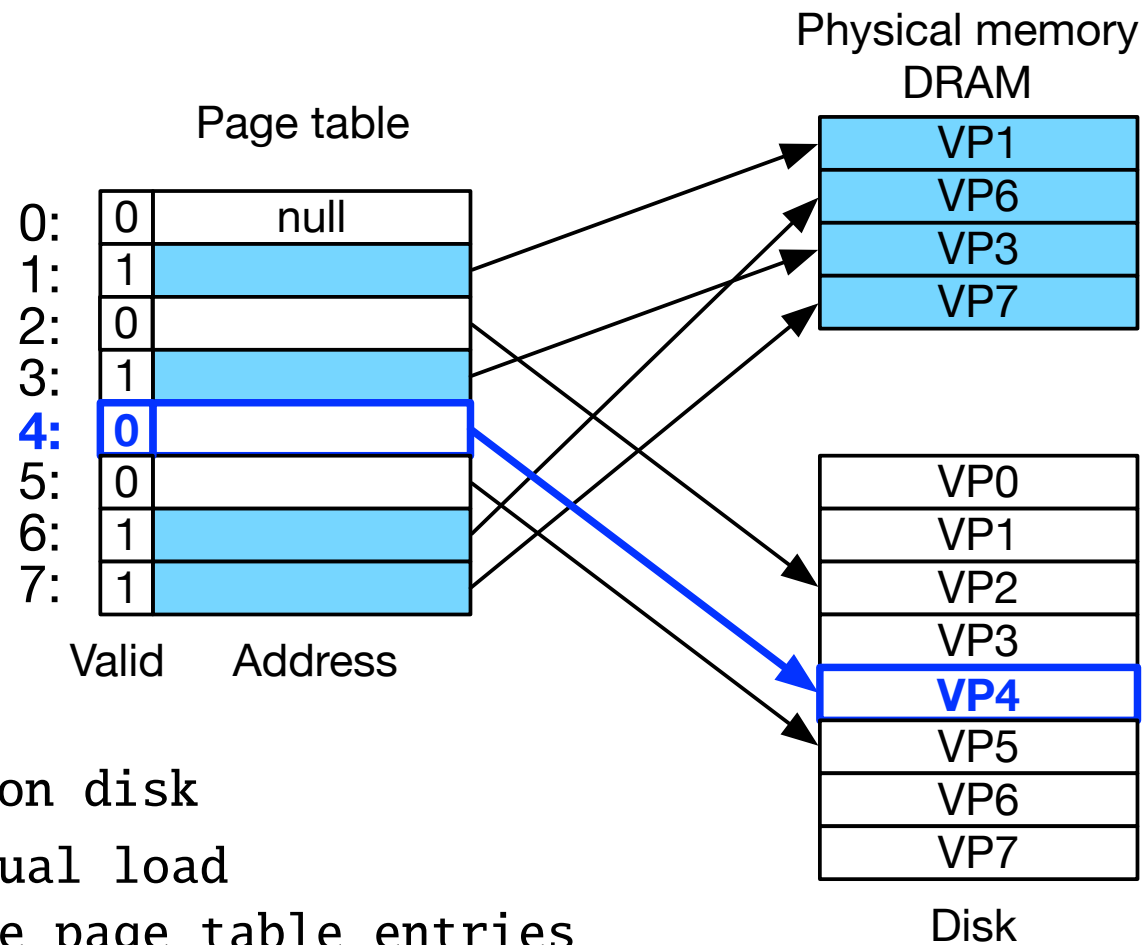 Physical memory
DRAM
Page table
0: 0 null
1: 1
2: 0
3: 1
4: 0
5: 0
6: 1
7: 1
Valid Address
VP1
VP6
VP3
VP7
VP0
VP1
VP2
VP3
VP4
VP5
VP6
VP7
Disk
on disk
load
page table entries